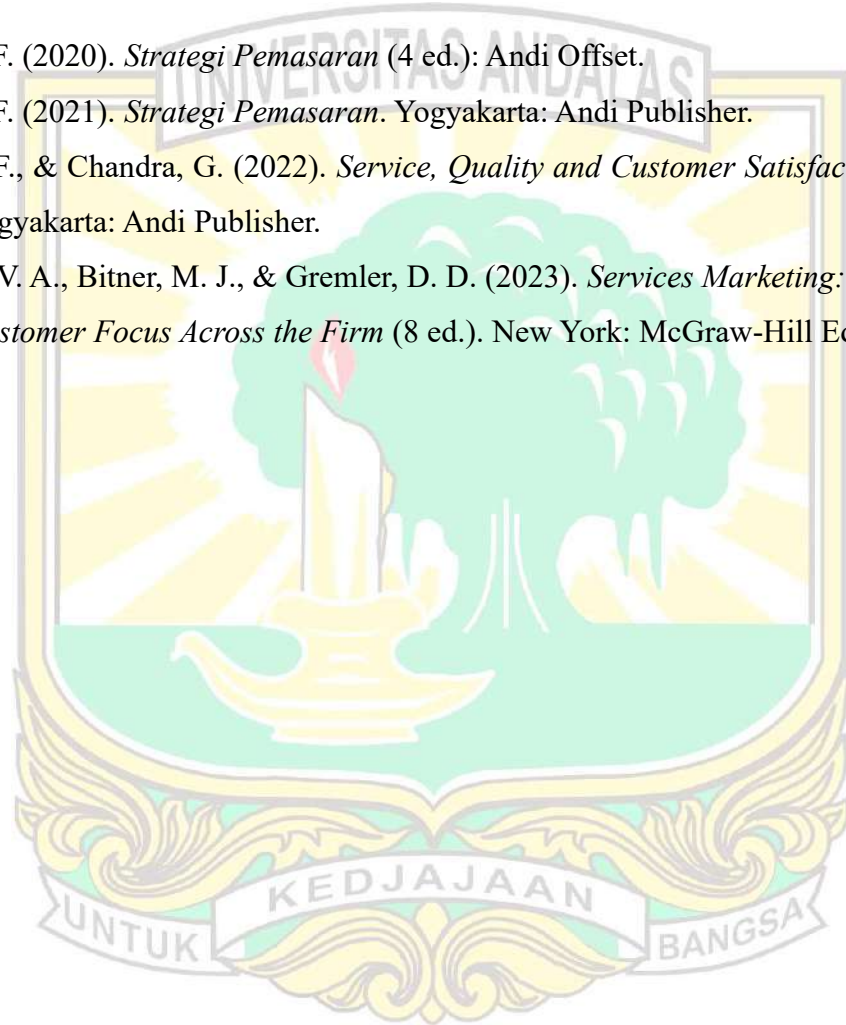 F. (2020). Strategi Pemasaran (4 ed.): Andi Offset.
F. (2021). Strategi Pemasaran. Yogyakarta: Andi Publisher.
F., & Chandra, G. (2022). Service, Quality and Customer Satisfac
gyakarta: Andi Publisher.
V. A., Bitner, M. J., & Gremler, D. D. (2023). Services Marketing:
stomer Focus Across the Firm (8 ed.). New York: McGraw-Hill Ed
UNIVERSITAS ANDALAS
KEDJAJAAN
UNTUK
BANGSA